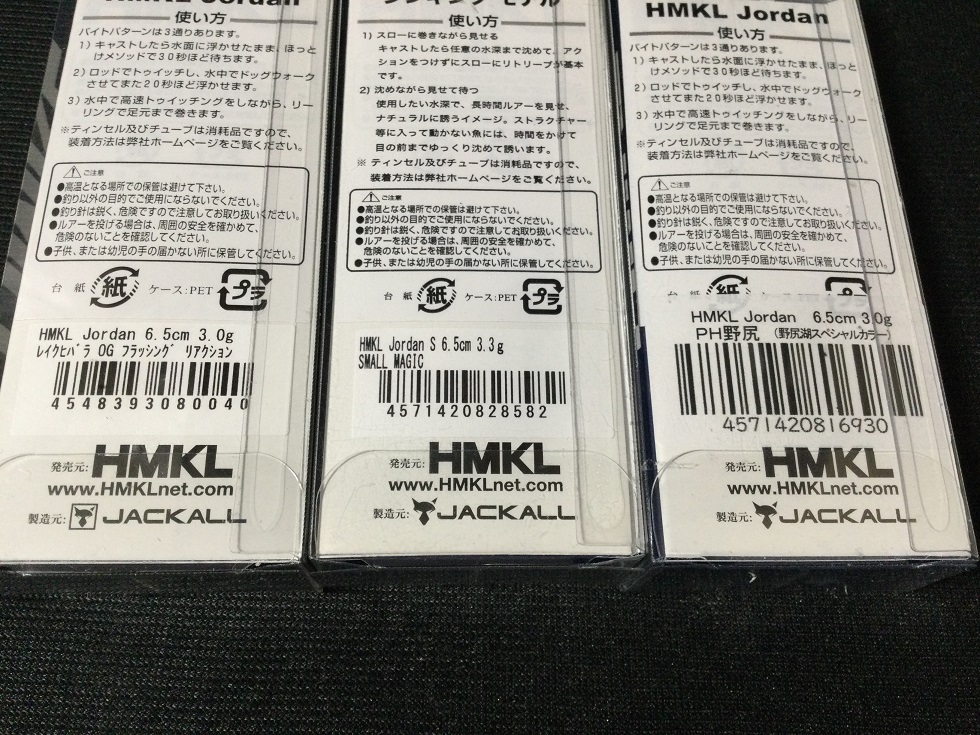 HMKL Jordan
使い方
バイトパターンは3通りあります。
1) キャストしたら水面に浮かせたまま、ほっと
けメソッドで30秒ほど待ちます。
2) ロッドでトゥイッチし、水中でドッグウォーク
させてまた20秒ほど浮かせます。
3) 水中で高速トゥイッチングをしながら、リー
リングで足元まで巻きます。
※ティンセル及びチューブは消耗品ですので、
装着方法は弊社ホームページをご覧ください。
ご注意
●高温となる場所での保管は避けて下さい。
●釣り以外の目的でご使用にならないでください。
●釣り針は鋭く、危険ですので注意してお取り扱いください。
●ルアーを投げる場合は、周囲の安全を確かめて、
危険のないことを確認してください。
●子供、または幼児の手の届かない所に保管してください。
台紙 紙 ケース:PET プラ
HMKL Jordan 6.5cm 3.0g
レイクヒバラ OG フラッシング リアクション
4548393080040
発売元: HMKL
www.HMKLnet.com
製造元: JACKALL
シンキングモデル
使い方
1) スローに巻きながら見せる
キャストしたら任意の水深まで沈めて、アク
ションをつけずにスローにリトリーブが基本
です。
2) 沈めながら見せて待つ
使用したい水深で、長時間ルアーを見せ、
ナチュラルに誘うイメージ。ストラクチャー
等に入って動かない魚には、時間をかけて
目の前までゆっくり沈めて誘います。
※ ティンセル及びチューブは消耗品ですので、
装着方法は弊社ホームページをご覧ください。
ご注意
●高温となる場所での保管は避けて下さい。
●釣り以外の目的でご使用にならないでください。
●釣り針は鋭く、危険ですので注意してお取り扱いください。
●ルアーを投げる場合は、周囲の安全を確かめて、
危険のないことを確認してください。
●子供、または幼児の手の届かない所に保管してください。
台紙 紙 ケース:PET プラ
HMKL Jordan S 6.5cm 3.3g
SMALL MAGIC
4571420828582
発売元: HMKL
www.HMKLnet.com
製造元: JACKALL
HMKL Jordan
使い方
バイトパターンは3通りあります。
1) キャストしたら水面に浮かせたまま、ほっと
けメソッドで30秒ほど待ちます。
2) ロッドでトゥイッチし、水中でドッグウォーク
させてまた20秒ほど浮かせます。
3) 水中で高速トゥイッチングをしながら、リー
リングで足元まで巻きます。
※ティンセル及びチューブは消耗品ですので、
装着方法は弊社ホームページをご覧ください。
ご注意
●高温となる場所での保管は避けて下さい。
●釣り以外の目的でご使用にならないでください。
●釣り針は鋭く、危険ですので注意してお取り扱いください。
●ルアーを投げる場合は、周囲の安全を確かめて、
危険のないことを確認してください。
●子供、または幼児の手の届かない所に保管してください。
HMKL Jordan 6.5cm 3.0g
PH野尻 (野尻湖スペシャルカラー)
4571420816930
発売元: HMKL
www.HMKLnet.com
製造元: JACKALL